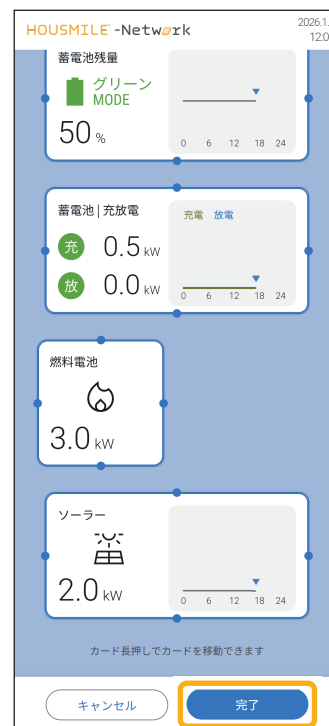 HOUSMILE -Netwørk
2026.1.
12:0
蓄電池残量
グリーン
MODE
50 %
0 6 12 18 24
蓄電池 | 充放電
充電 放電
充 0.5 kW
放 0.0 kW
0 6 12 18 24
燃料電池
3.0 kW
ソーラー
2.0 kW
0 6 12 18 24
カード長押しでカードを移動できます
キャンセル
完了